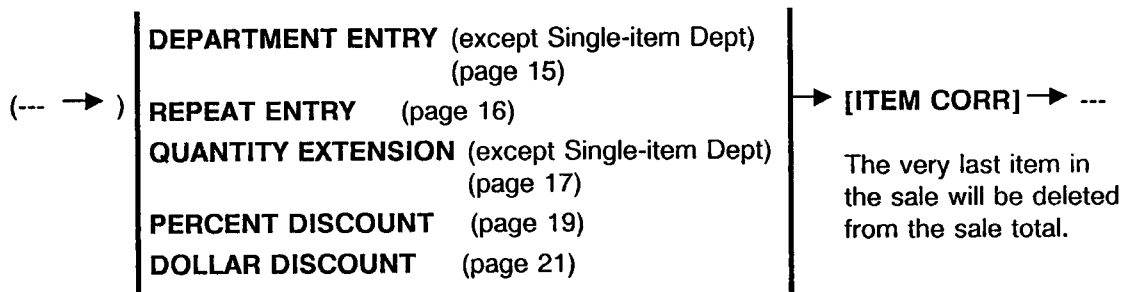 DEPARTMENT ENTRY (except Single-item Dept)
(page 15)
(--- → ) REPEAT ENTRY (page 16)
QUANTITY EXTENSION (except Single-item Dept)
(page 17)
PERCENT DISCOUNT (page 19)
DOLLAR DISCOUNT (page 21)
→ [ITEM CORR] → ---
The very last item in
the sale will be deleted
from the sale total.